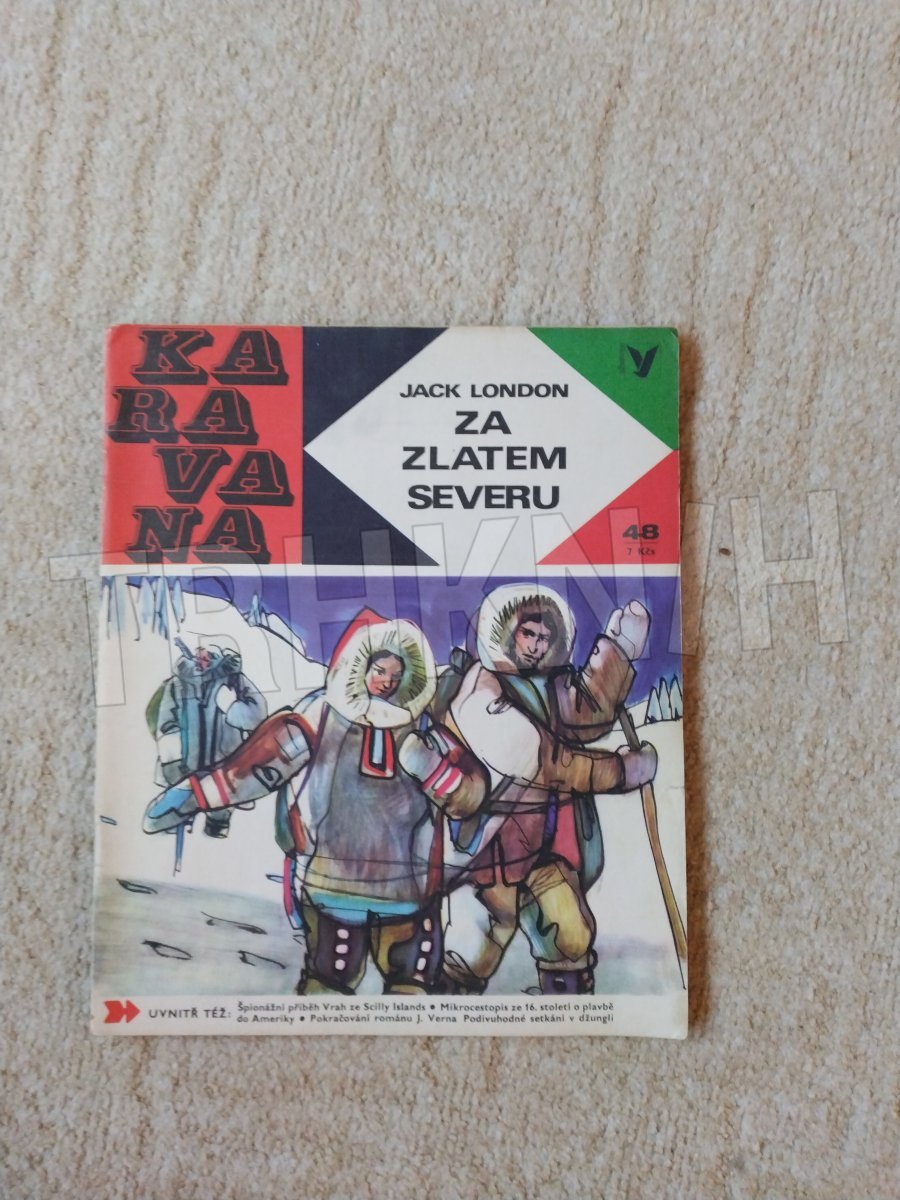 KA
RA
VA
NA
JACK LONDON
ZA
ZLATEM
SEVERU
48
7 Kčs
UVNITŘ TÉŽ: Špionážní příběh Vrah ze Scilly Islands • Mikrocestopis ze 16. století o plavbě
do Ameriky • Pokračování románu J. Verna Podivuhodné setkání v džungli
TRHKNIH